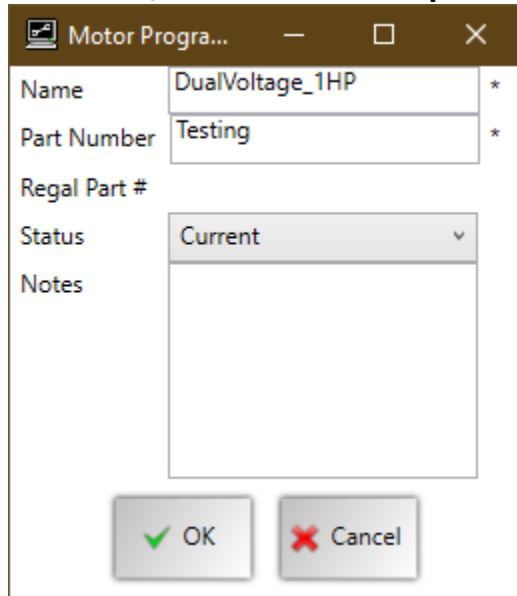 Motor Progra...
Name DualVoltage_1HP *
Part Number Testing *
Regal Part #
Status Current
Notes
OK Cancel